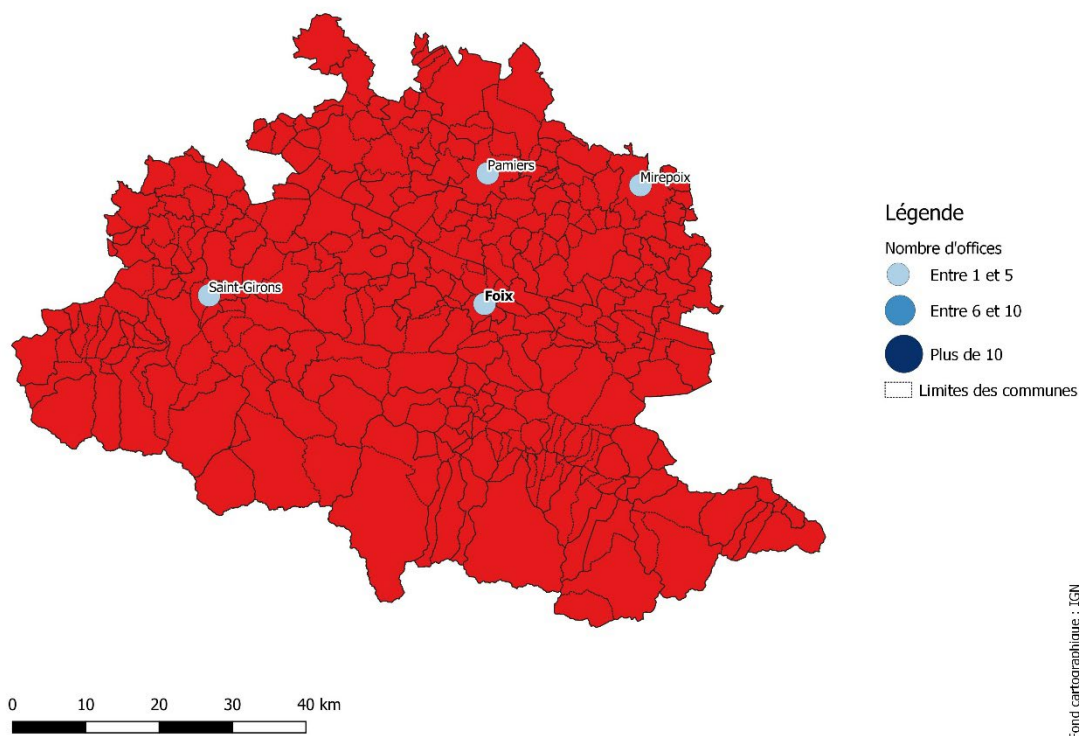 Pamiers
Mirepoix
Saint-Girons
Foix
Légende
Nombre d'offices
Entre 1 et 5
Entre 6 et 10
Plus de 10
Limites des communes
0 10 20 30 40 km
Fond cartographique : IGN